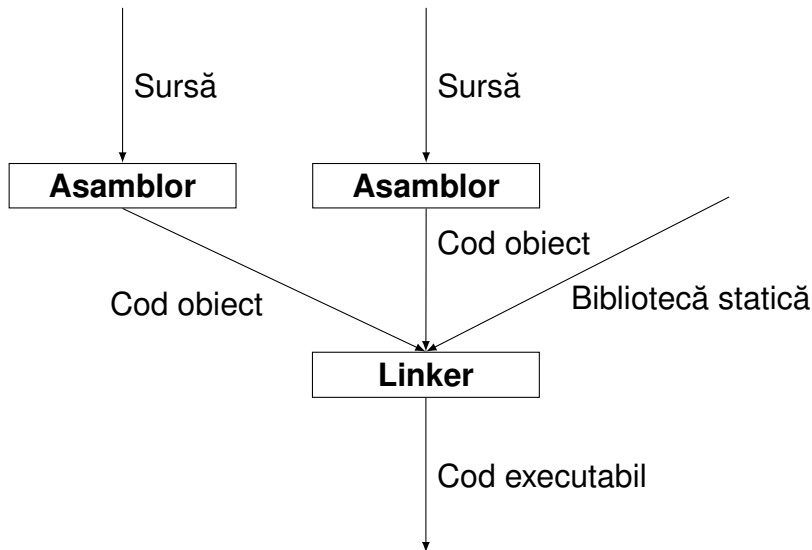 Sursă
Sursă
Asamblor
Asamblor
Cod obiect
Cod obiect
Bibliotecă statică
Linker
Cod executabil